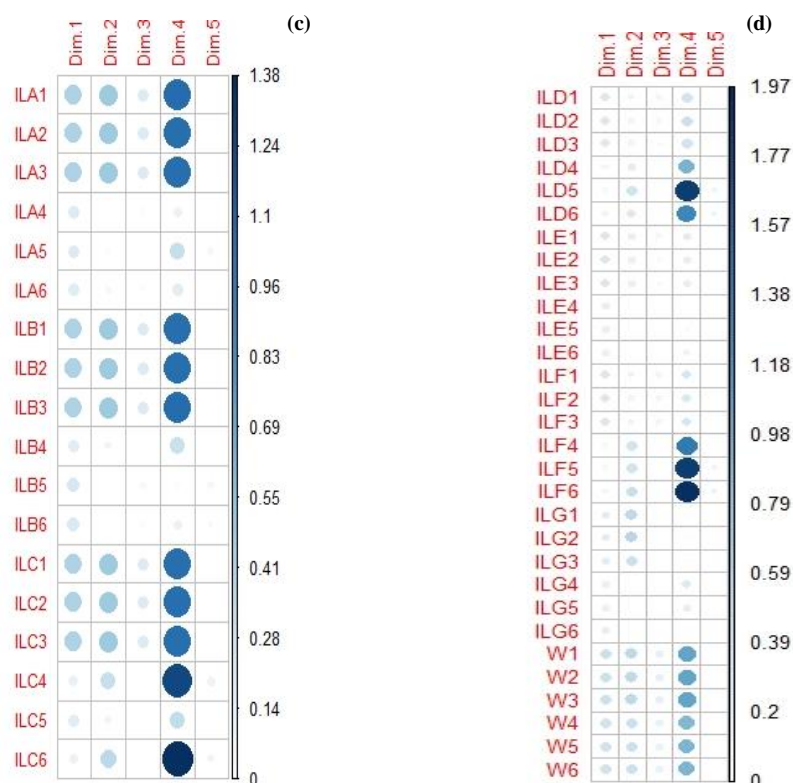 (c)
Dim.1
Dim.2
Dim.3
Dim.4
Dim.5
ILA1
ILA2
ILA3
ILA4
ILA5
ILA6
ILB1
ILB2
ILB3
ILB4
ILB5
ILB6
ILC1
ILC2
ILC3
ILC4
ILC5
ILC6
1.38
1.24
1.1
0.96
0.83
0.69
0.55
0.41
0.28
0.14
0
(d)
Dim.1
Dim.2
Dim.3
Dim.4
Dim.5
ILD1
ILD2
ILD3
ILD4
ILD5
ILD6
ILE1
ILE2
ILE3
ILE4
ILE5
ILE6
ILF1
ILF2
ILF3
ILF4
ILF5
ILF6
ILG1
ILG2
ILG3
ILG4
ILG5
ILG6
W1
W2
W3
W4
W5
W6
1.97
1.77
1.57
1.38
1.18
0.98
0.79
0.59
0.39
0.2
0